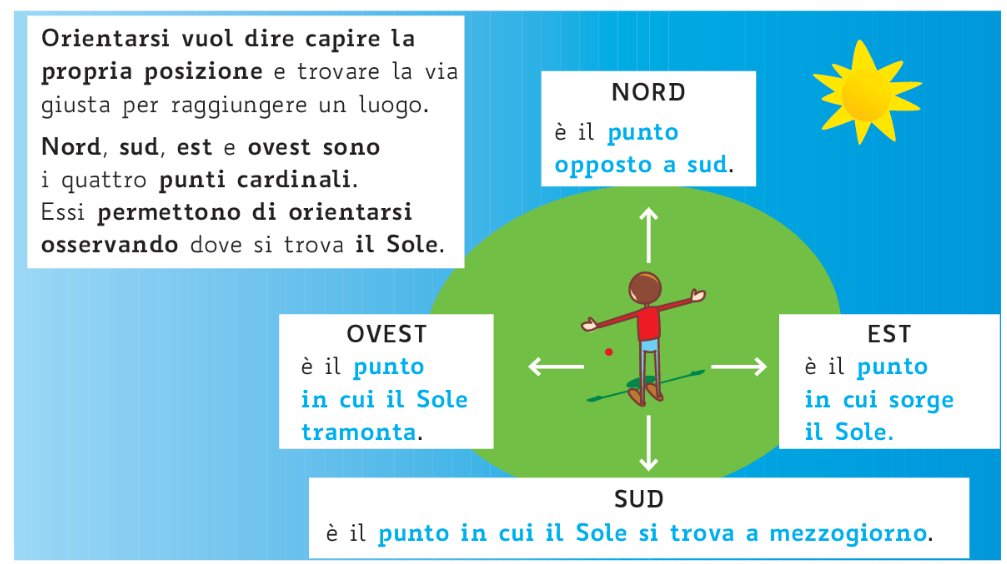 Orientarsi vuol dire capire la
propria posizione e trovare la via
giusta per raggiungere un luogo.
Nord, sud, est e ovest sono
i quattro punti cardinali.
Essi permettono di orientarsi
osservando dove si trova il Sole.
NORD
è il punto
opposto a sud.
OVEST
è il punto
in cui il Sole
tramonta.
EST
è il punto
in cui sorge
il Sole.
SUD
è il punto in cui il Sole si trova a mezzogiorno.